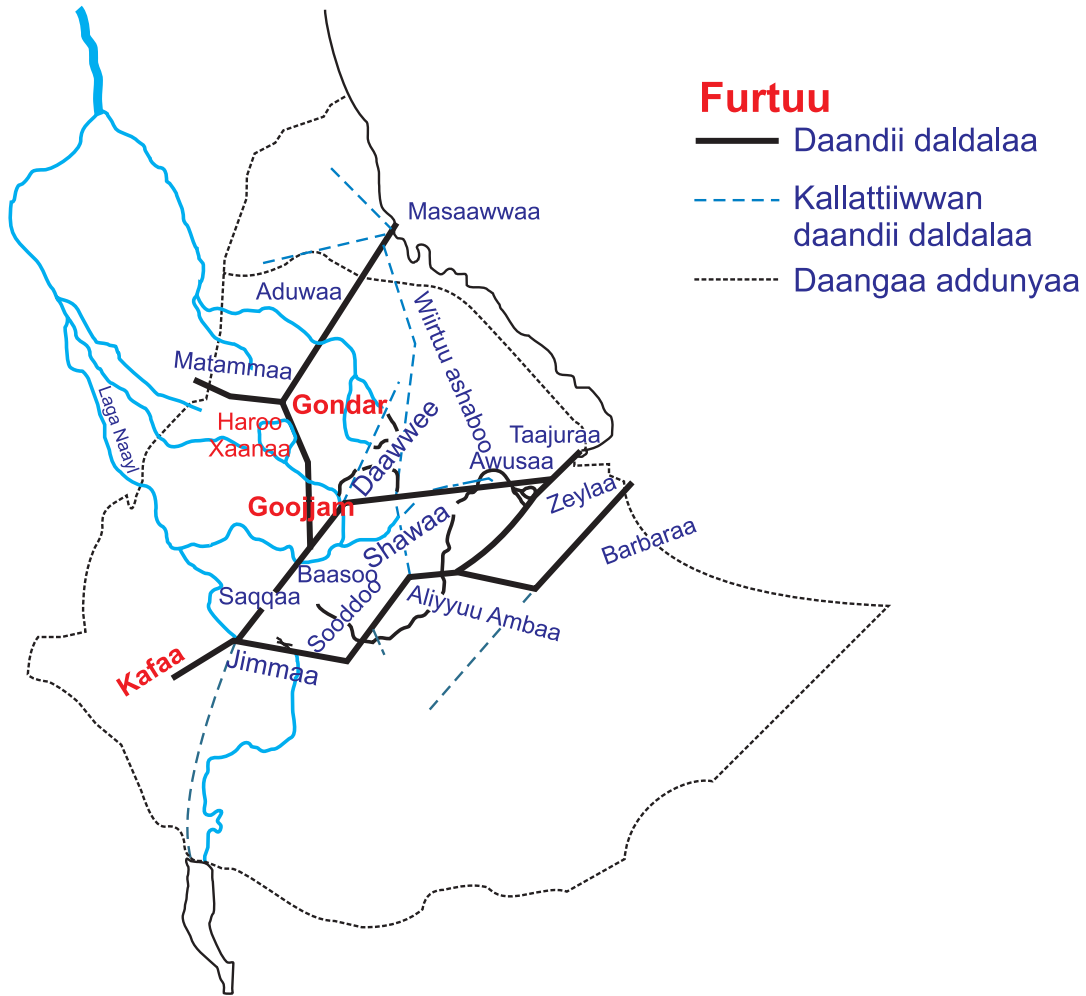 Furtuu
Daandii daldalaa
Kallattiiwwan
daandii daldalaa
Daangaa addunyaa
Masaawwaa
Aduwaa
Wiirtuu ashaboo
Matammaa
Laga Naayl
Gondar
Haroo
Xaanaa
Daawwee
Taajuraa
Awusaa
Zeylaa
Goojjam
Shawaa
Barbaraa
Baasoo
Saqqaa
Sooddoo
Aliyyuu Ambaa
Jimmaa
Kafaa